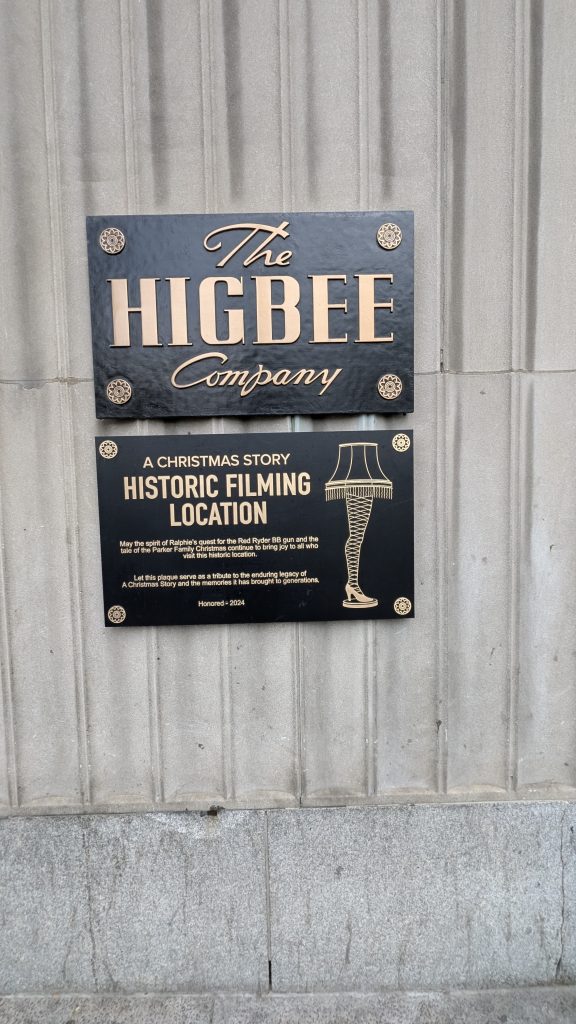 The
HIGBEE
Company
A CHRISTMAS STORY
HISTORIC FILMING
LOCATION
May the spirit of Ralphie's quest for the Red Ryder BB gun and the
tale of the Parker Family Christmas continue to bring joy to all who
visit this historic location.
Let this plaque serve as a tribute to the enduring legacy of
A Christmas Story and the memories it has brought to generations.
Honored - 2024